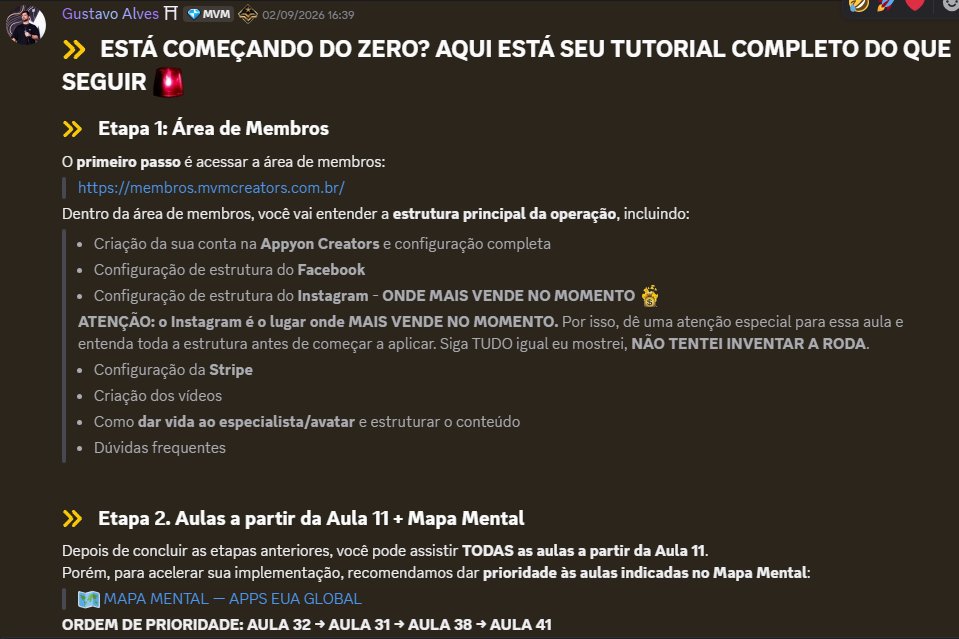 Gustavo Alves MVM 02/09/2026 16:39
ESTÁ COMEÇANDO DO ZERO? AQUI ESTÁ SEU TUTORIAL COMPLETO DO QUE
SEGUIR
Etapa 1: Área de Membros
O primeiro passo é acessar a área de membros:
https://membros.mvmcreators.com.br/
Dentro da área de membros, você vai entender a estrutura principal da operação, incluindo:
• Criação da sua conta na Appyon Creators e configuração completa
• Configuração de estrutura do Facebook
• Configuração de estrutura do Instagram - ONDE MAIS VENDE NO MOMENTO
ATENÇÃO: o Instagram é o lugar onde MAIS VENDE NO MOMENTO. Por isso, dê uma atenção especial para essa aula e
entenda toda a estrutura antes de começar a aplicar. Siga TUDO igual eu mostrei, NÃO TENTEI INVENTAR A RODA.
• Configuração da Stripe
• Criação dos vídeos
• Como dar vida ao especialista/avatar e estruturar o conteúdo
• Dúvidas frequentes
Etapa 2. Aulas a partir da Aula 11 + Mapa Mental
Depois de concluir as etapas anteriores, você pode assistir TODAS as aulas a partir da Aula 11.
Porém, para acelerar sua implementação, recomendamos dar prioridade às aulas indicadas no Mapa Mental:
MAPA MENTAL — APPS EUA GLOBAL
ORDEM DE PRIORIDADE: AULA 32 → AULA 31 → AULA 38 → AULA 41